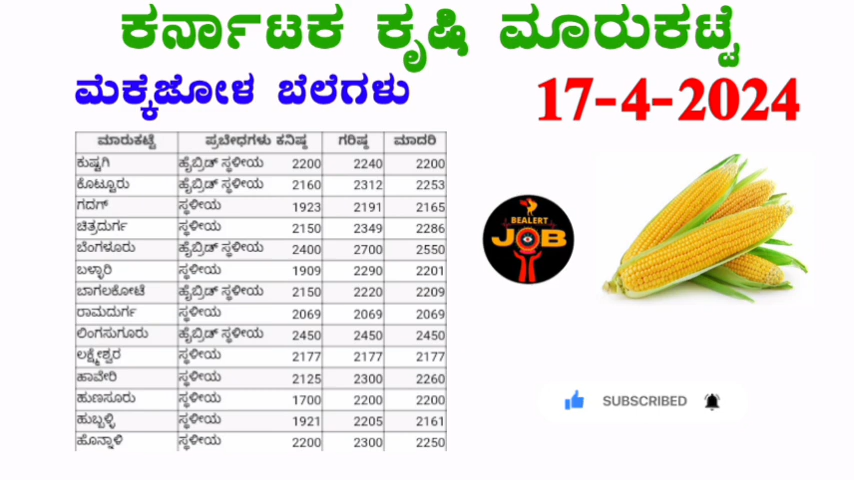 ಕರ್ನಾಟಕ ಕೃಷಿ ಮಾರುಕಟ್ಟೆ
ಮೆಕ್ಕೆಜೋಳ ಬೆಲೆಗಳು
17-4-2024
ಮಾರುಕಟ್ಟೆ ಪ್ರಬೇಧಗಳು ಕನಿಷ್ಠ ಗರಿಷ್ಠ ಮಾದರಿ
ಕುಷ್ಟಗಿ ಹೈಬ್ರಿಡ್ ಸ್ಥಳೀಯ 2200 2240 2200
ಕೊಟ್ಟೂರು ಹೈಬ್ರಿಡ್ ಸ್ಥಳೀಯ 2160 2312 2253
ಗದಗ್ ಸ್ಥಳೀಯ 1923 2191 2165
ಚಿತ್ರದುರ್ಗ ಸ್ಥಳೀಯ 2150 2349 2286
ಬೆಂಗಳೂರು ಹೈಬ್ರಿಡ್ ಸ್ಥಳೀಯ 2400 2700 2550
ಬಳ್ಳಾರಿ ಸ್ಥಳೀಯ 1909 2290 2201
ಬಾಗಲಕೋಟೆ ಹೈಬ್ರಿಡ್ ಸ್ಥಳೀಯ 2150 2220 2209
ರಾಮದುರ್ಗ ಸ್ಥಳೀಯ 2069 2069 2069
ಲಿಂಗಸುಗೂರು ಹೈಬ್ರಿಡ್ ಸ್ಥಳೀಯ 2450 2450 2450
ಲಕ್ಷ್ಮೇಶ್ವರ ಸ್ಥಳೀಯ 2177 2177 2177
ಹಾವೇರಿ ಸ್ಥಳೀಯ 2125 2300 2260
ಹುಣಸೂರು ಸ್ಥಳೀಯ 1700 2200 2200
ಹುಬ್ಬಳ್ಳಿ ಸ್ಥಳೀಯ 1921 2205 2161
ಹೊನ್ನಾಳಿ ಸ್ಥಳೀಯ 2200 2300 2250
BEALERT
JOB
SUBSCRIBED